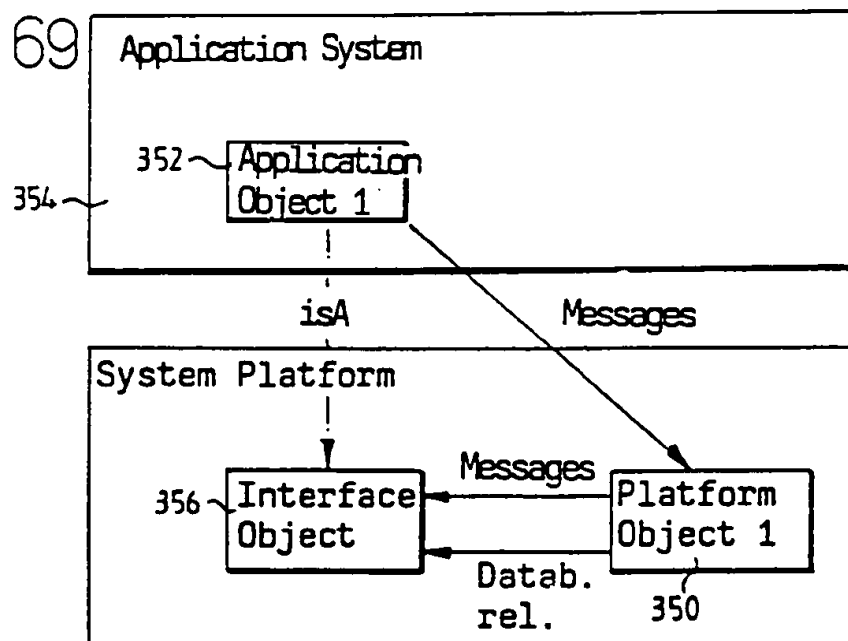 69
Application System
352
Application
Object 1
354
isA
Messages
System Platform
Messages
356
Interface
Object
Platform
Object 1
Datab.
rel.
350